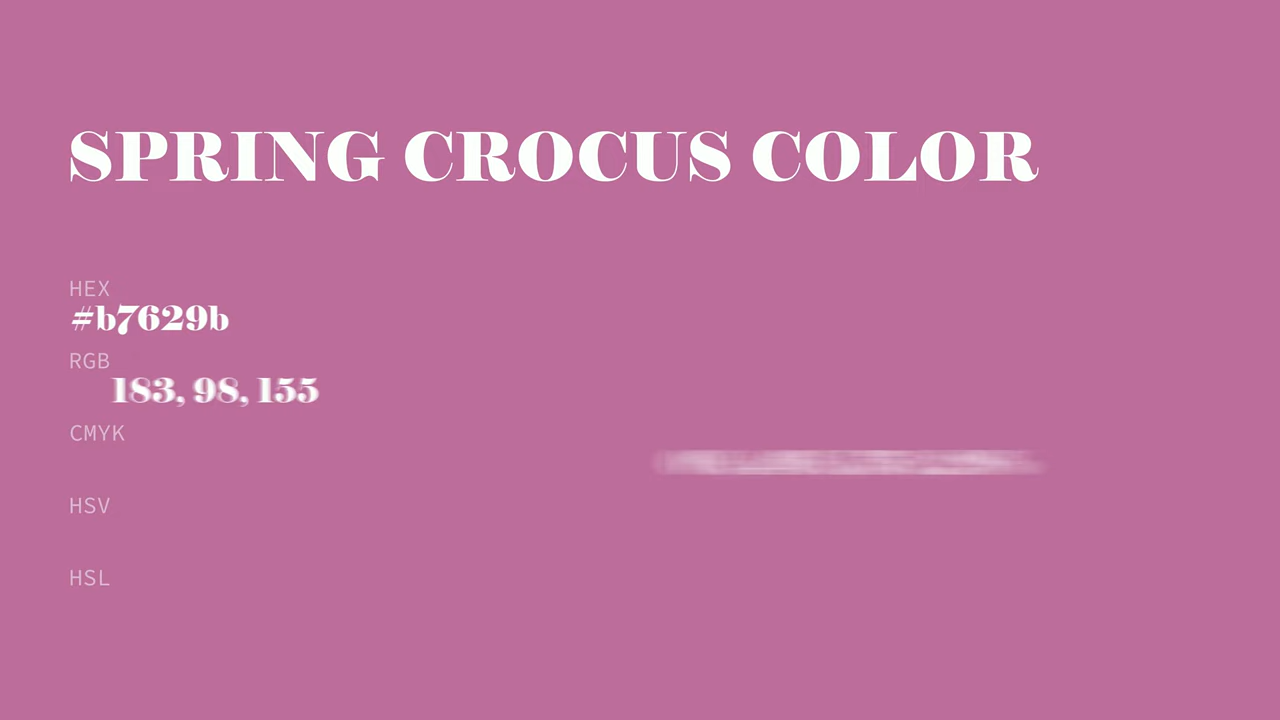 SPRING CROCUS COLOR
HEX
#b7629b
RGB
183, 98, 155
CMYK
HSV
HSL